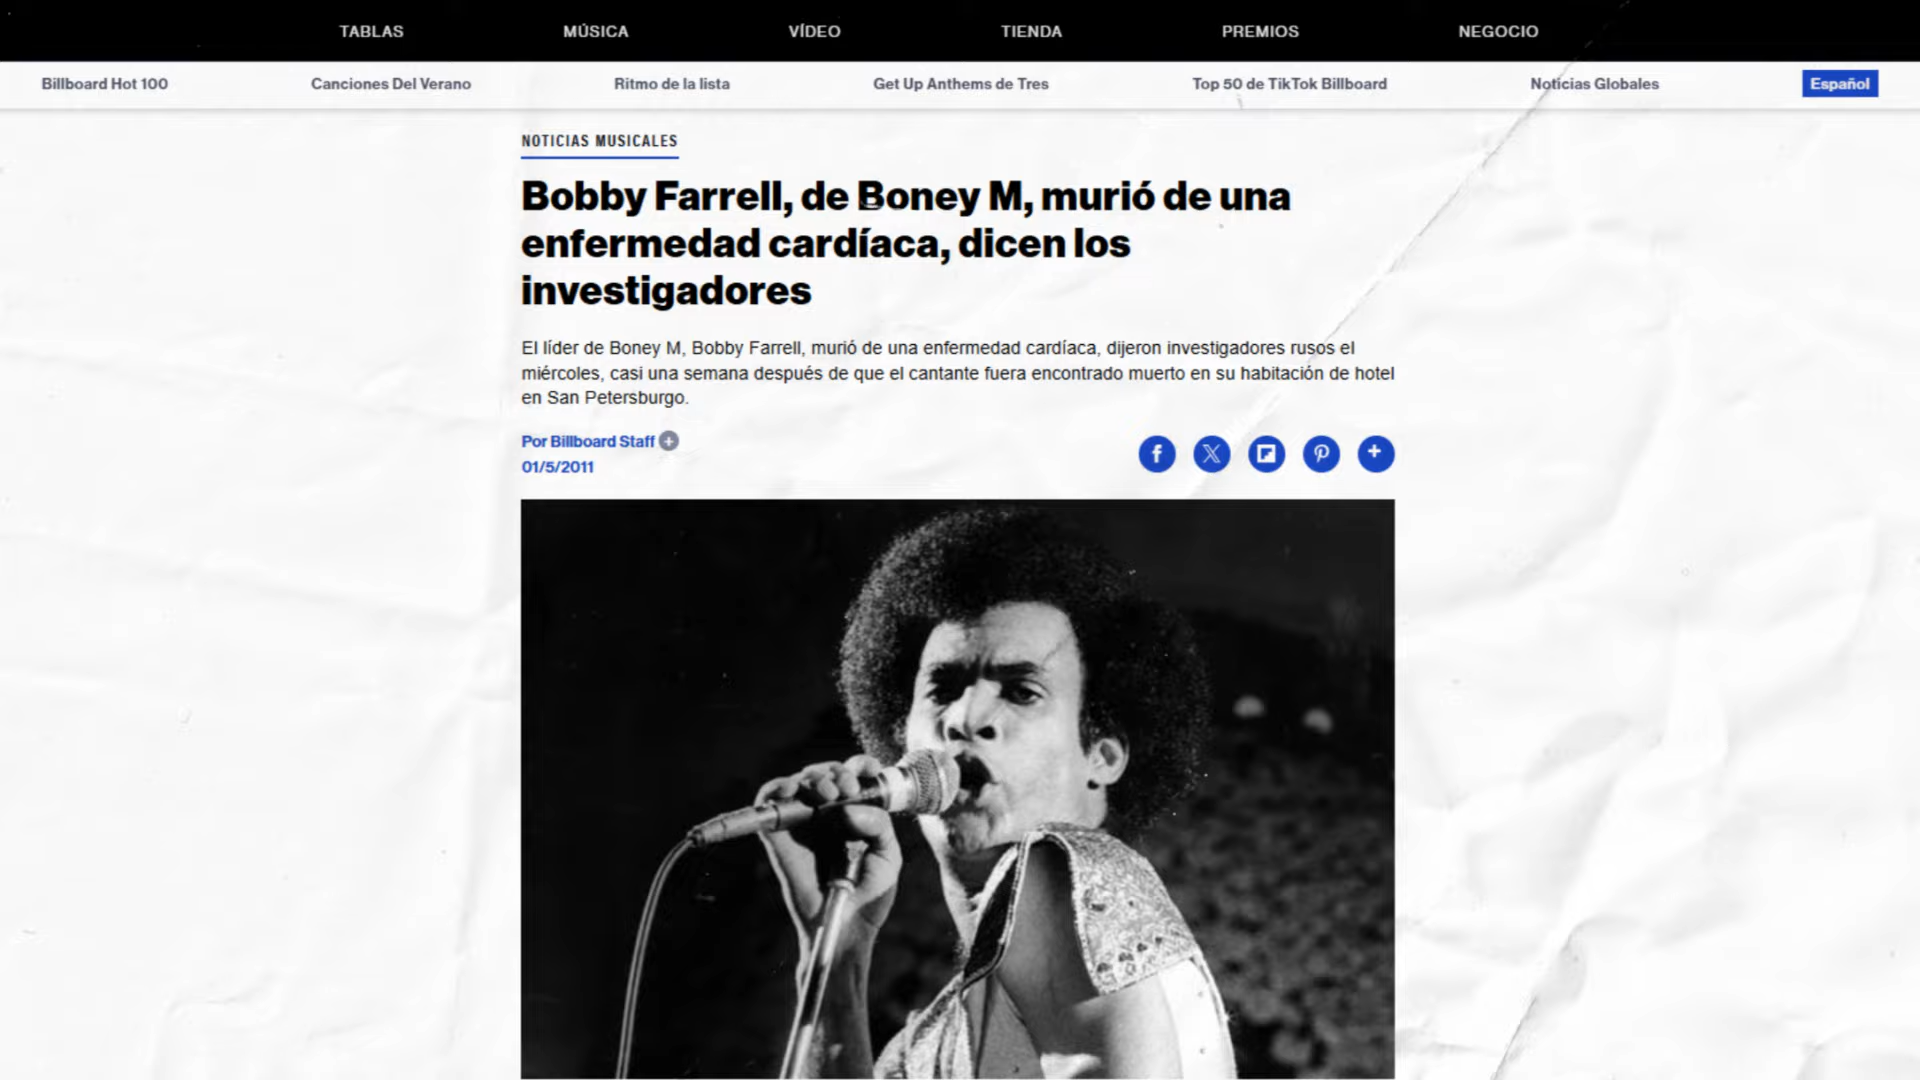 TABLAS MÚSICA VÍDEO TIENDA PREMIOS NEGOCIO
Billboard Hot 100 Canciones Del Verano Ritmo de la lista Get Up Anthems de Tres Top 50 de TikTok Billboard Noticias Globales Español
NOTICIAS MUSICALES
Bobby Farrell, de Boney M, murió de una
enfermedad cardíaca, dicen los
investigadores
El líder de Boney M, Bobby Farrell, murió de una enfermedad cardíaca, dijeron investigadores rusos el
miércoles, casi una semana después de que el cantante fuera encontrado muerto en su habitación de hotel
en San Petersburgo.
Por Billboard Staff
01/5/2011